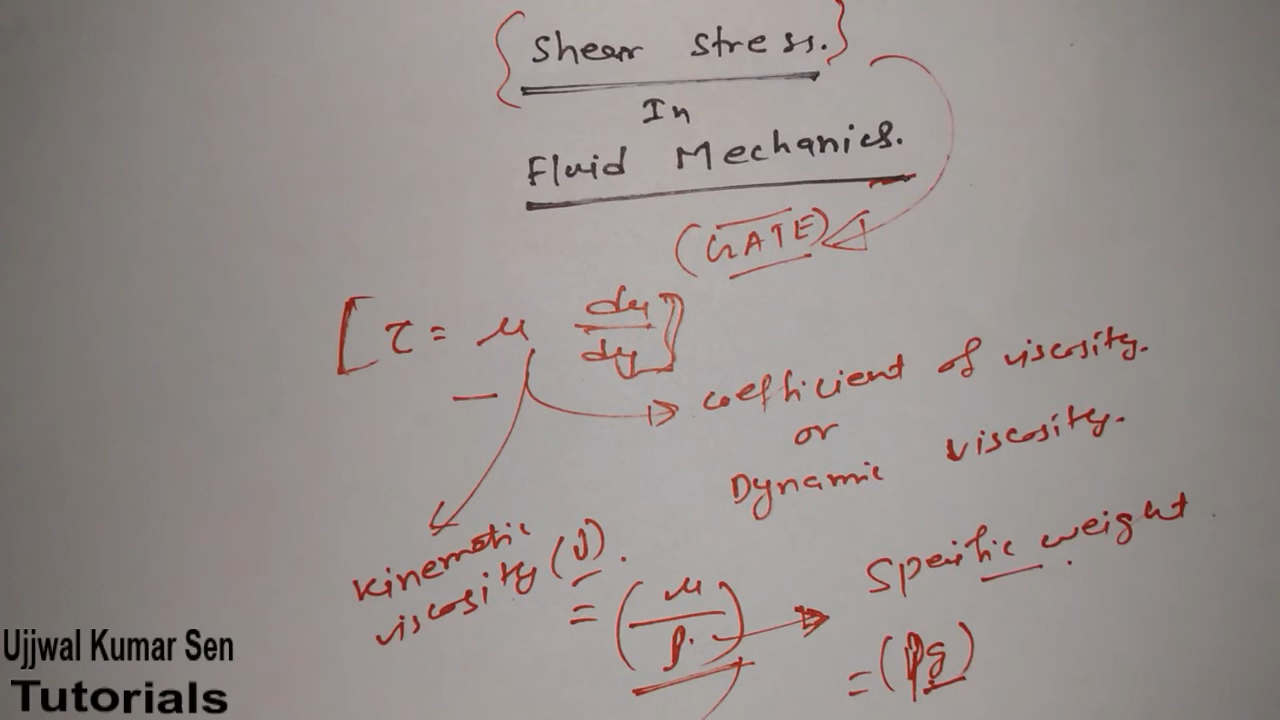 {Shear stress.}
In
Fluid Mechanics.
(GATE)
[τ = μ du/dy]
coefficient of viscosity.
or
Dynamic viscosity.
Kinematic
viscosity (ν).
= (μ/ρ)
Specific weight
= (ρg)
Ujjwal Kumar Sen
Tutorials